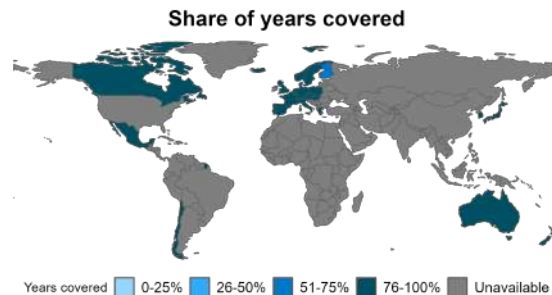 Share of years covered
Years covered 0-25% 26-50% 51-75% 76-100% Unavailable